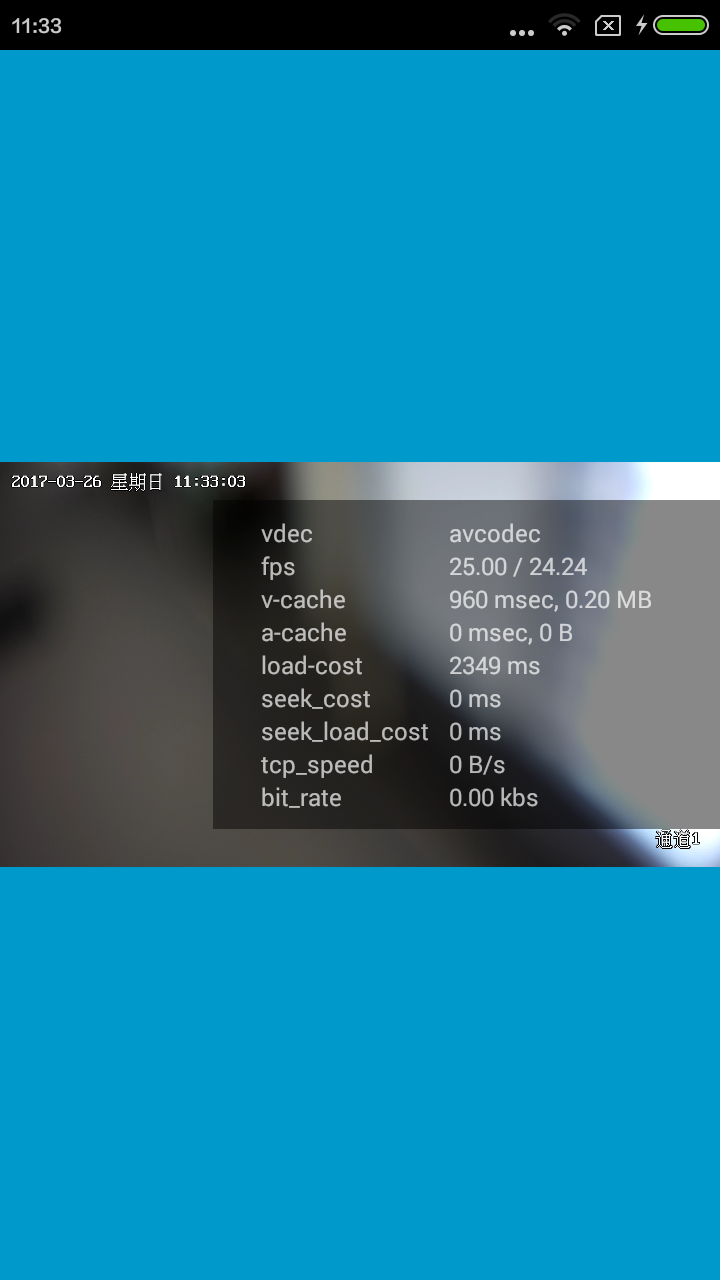 11:33
2017-03-26 星期日 11:33:03
vdec avcodec
fps 25.00 / 24.24
v-cache 960 msec, 0.20 MB
a-cache 0 msec, 0 B
load-cost 2349 ms
seek_cost 0 ms
seek_load_cost 0 ms
tcp_speed 0 B/s
bit_rate 0.00 kbs
通道1